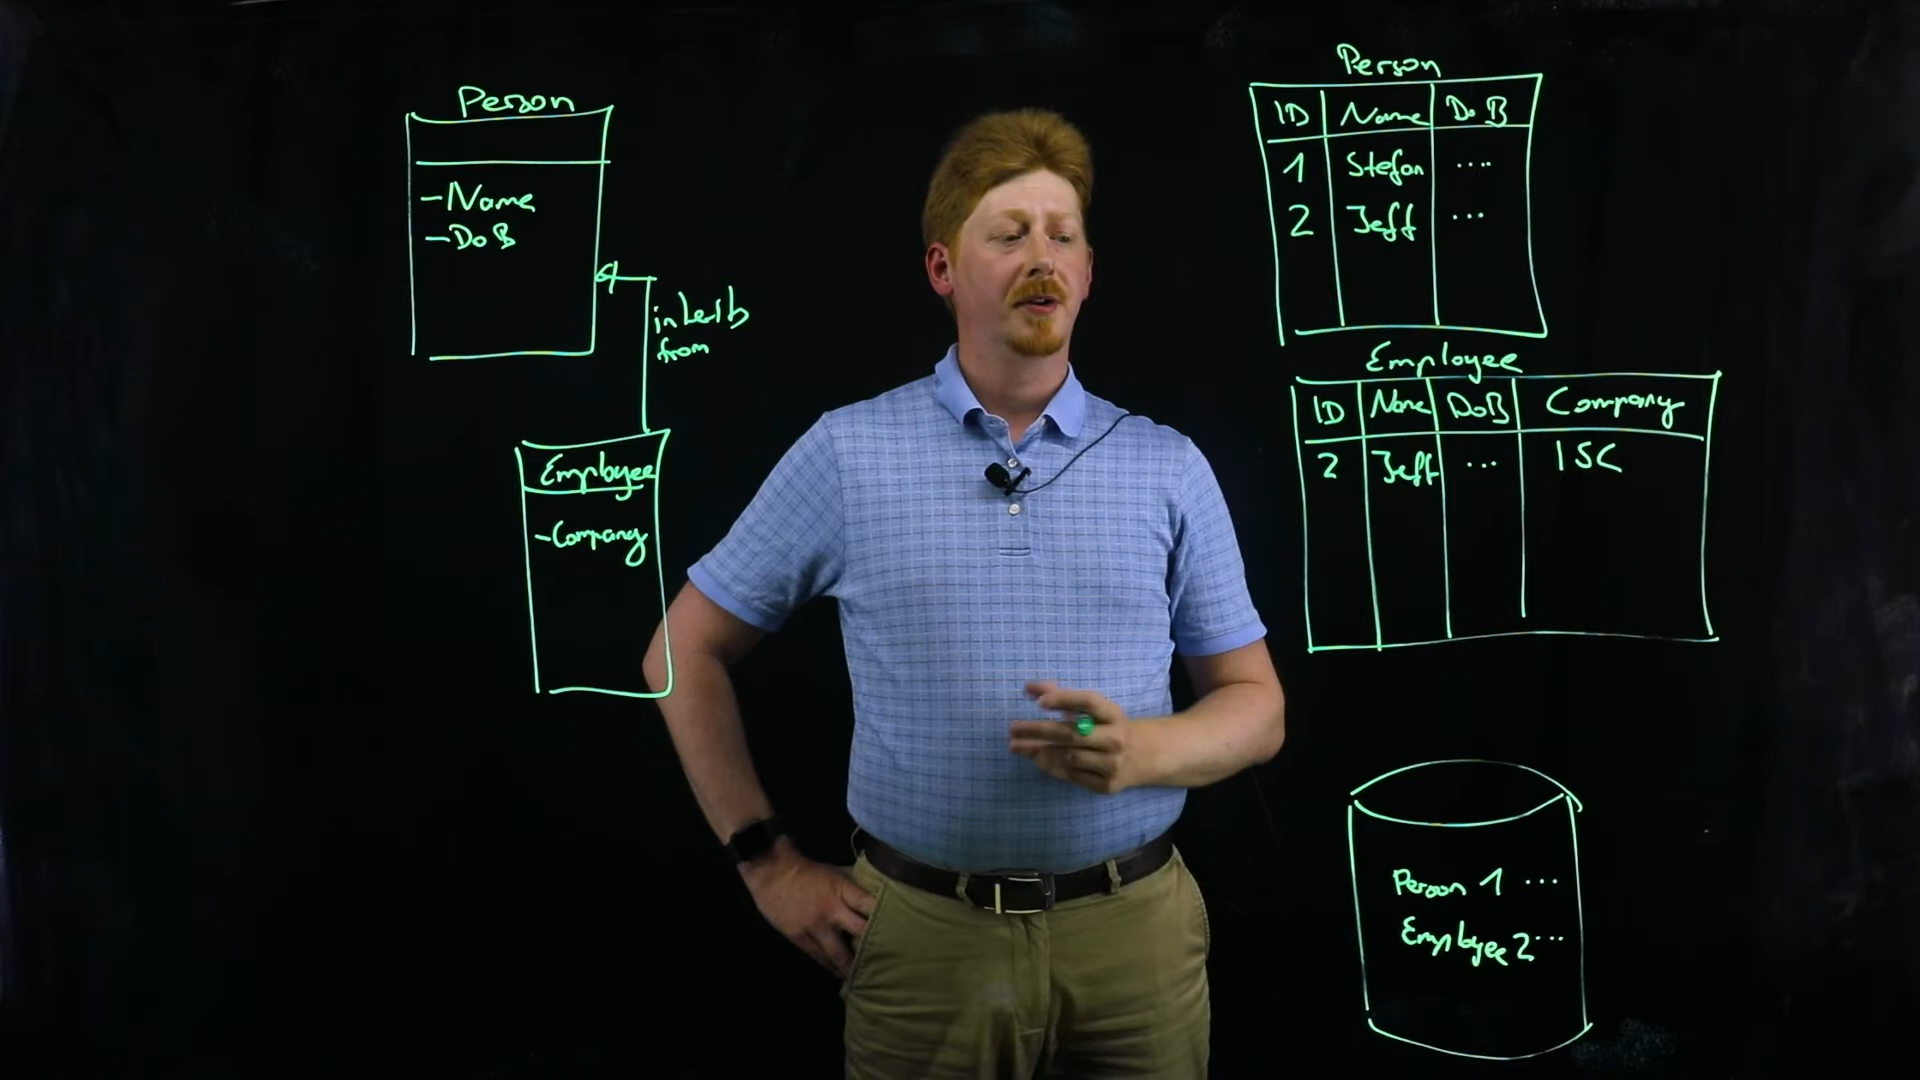 Person
- Name
- DoB
inherits
from
Employee
- Company
Person
ID Name DoB
1 Stefan ....
2 Jeff ...
Employee
ID Name DoB Company
2 Jeff ... ISC
Person 1 ...
Employee 2 ...